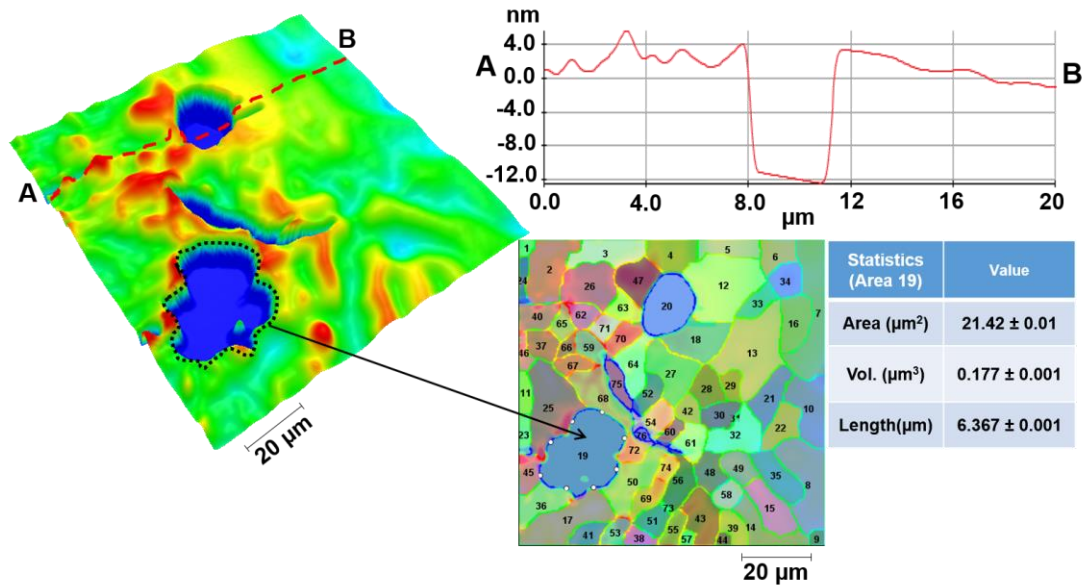 A
B
20 µm
nm
4.0
0.0
-4.0
-8.0
-12.0
A
B
0.0 4.0 8.0 12 16 20
µm
1 3 4 5 6
2 24 26 47 20 12 34
33 7
40 62 63 16
65 71 70 18
37 66 59 13
46 67 64 27
75 52 28 29 21
11 68 10
25 42 30 31
54 22
23 76 60 61 32
19 72
45 74 48 49 35
50 56 8
36 69 58 15
73
17 51 43
53 55 39 14
41 38 57 44 9
20 µm
Statistics
(Area 19)
Value
Area (µm²) 21.42 ± 0.01
Vol. (µm³) 0.177 ± 0.001
Length(µm) 6.367 ± 0.001